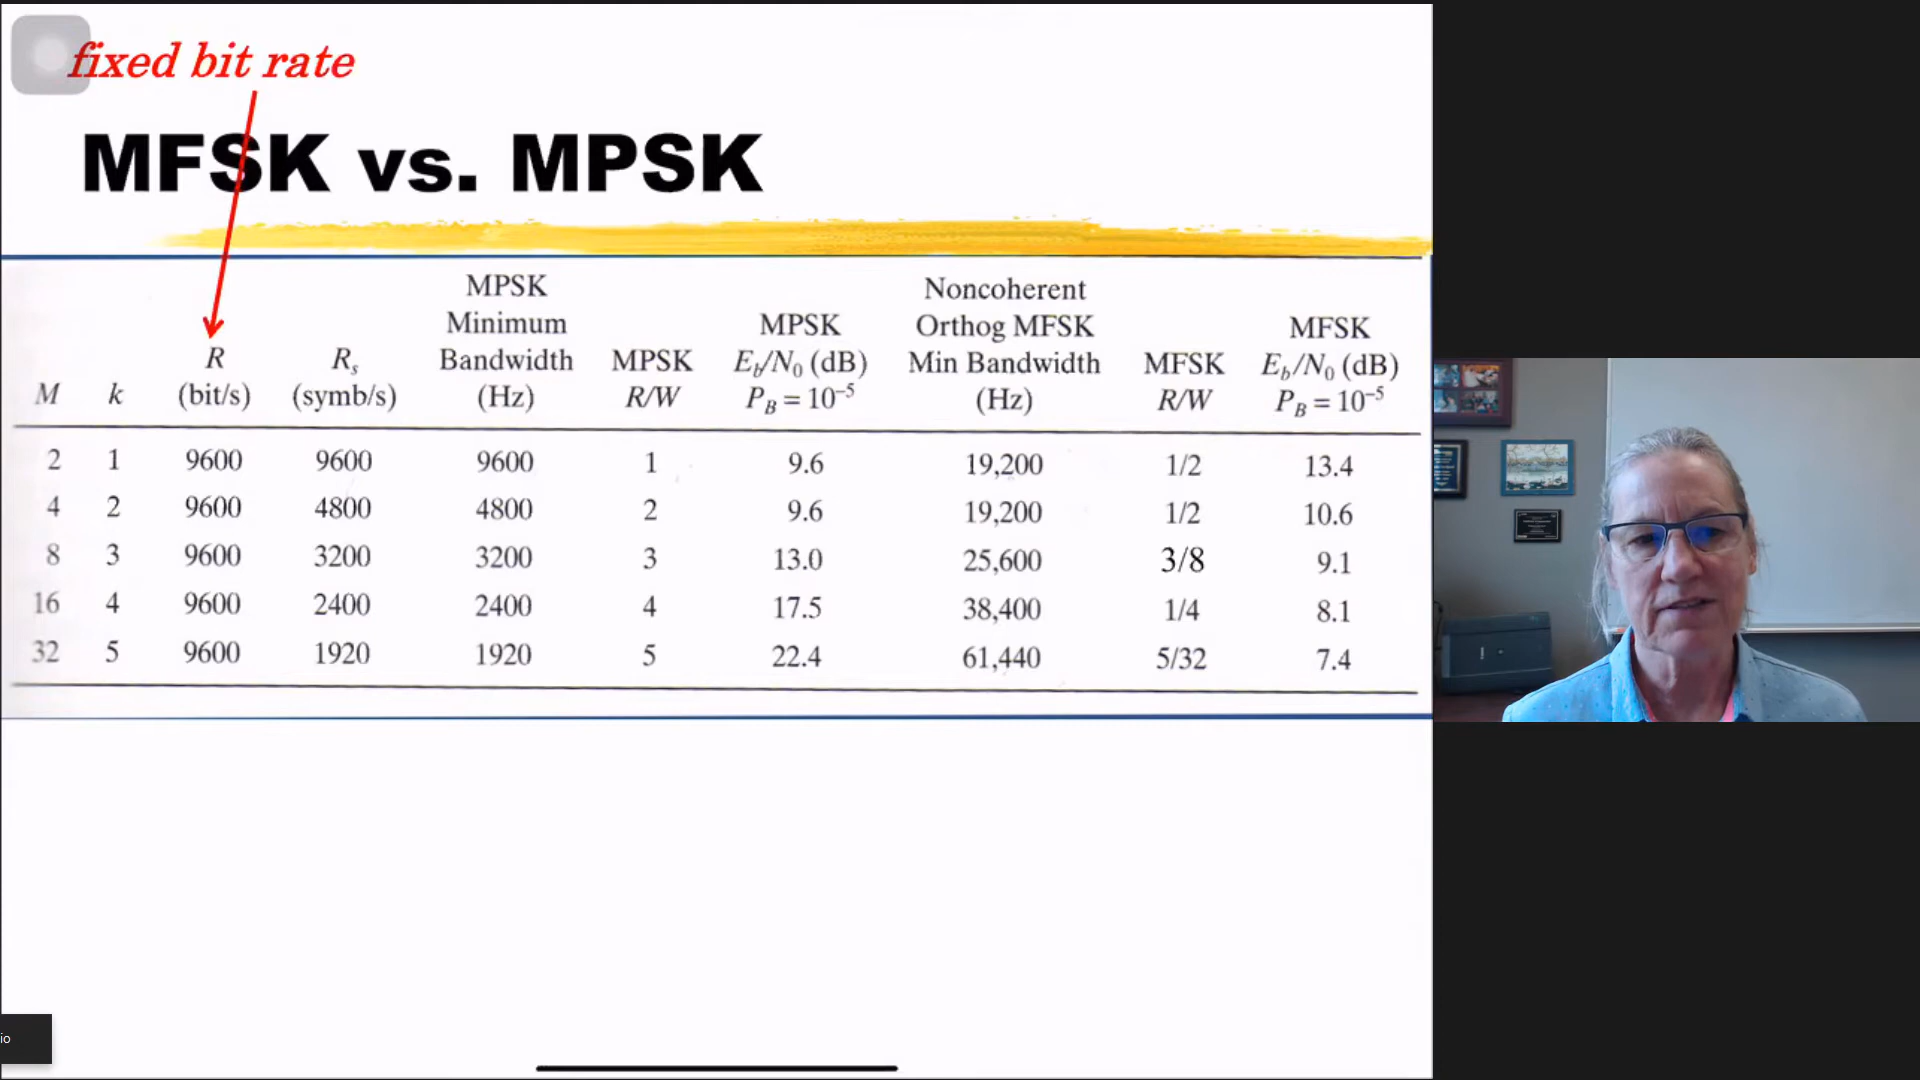 fixed bit rate
MFSK vs. MPSK
MPSK
Minimum
Bandwidth
(Hz)
Noncoherent
Orthog MFSK
Min Bandwidth
(Hz)
M
k
R
(bit/s)
Rs
(symb/s)
MPSK
R/W
MPSK
Eb/N0 (dB)
PB = 10−5
MFSK
R/W
MFSK
Eb/N0 (dB)
PB = 10−5
2 1 9600 9600 9600 1 9.6 19,200 1/2 13.4
4 2 9600 4800 4800 2 9.6 19,200 1/2 10.6
8 3 9600 3200 3200 3 13.0 25,600 3/8 9.1
16 4 9600 2400 2400 4 17.5 38,400 1/4 8.1
32 5 9600 1920 1920 5 22.4 61,440 5/32 7.4
io